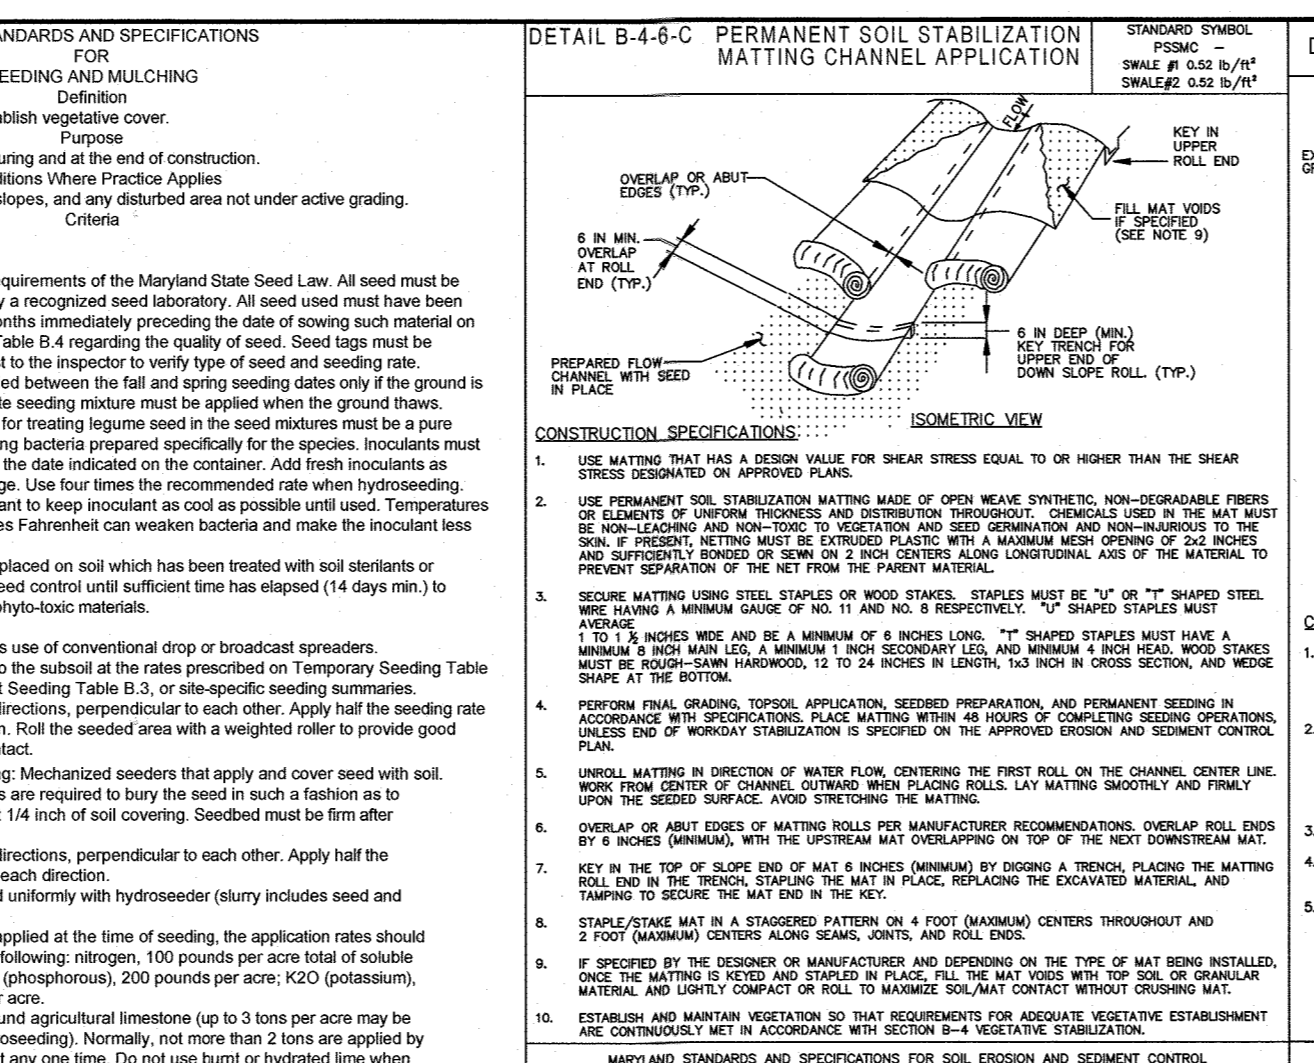 ANDARDS AND SPECIFICATIONS
FOR
EEDING AND MULCHING
Definition
ablish vegetative cover.
Purpose
uring and at the end of construction.
ditions Where Practice Applies
slopes, and any disturbed area not under active grading.
Criteria
equirements of the Maryland State Seed Law. All seed must be
y a recognized seed laboratory. All seed used must have been
onths immediately preceding the date of sowing such material on
Table B.4 regarding the quality of seed. Seed tags must be
st to the inspector to verify type of seed and seeding rate.
ed between the fall and spring seeding dates only if the ground is
te seeding mixture must be applied when the ground thaws.
for treating legume seed in the seed mixtures must be a pure
ng bacteria prepared specifically for the species. Inoculants must
the date indicated on the container. Add fresh inoculants as
ge. Use four times the recommended rate when hydroseeding.
ant to keep inoculant as cool as possible until used. Temperatures
es Fahrenheit can weaken bacteria and make the inoculant less
placed on soil which has been treated with soil sterilants or
eed control until sufficient time has elapsed (14 days min.) to
phyto-toxic materials.
s use of conventional drop or broadcast spreaders.
o the subsoil at the rates prescribed on Temporary Seeding Table
t Seeding Table B.3, or site-specific seeding summaries.
directions, perpendicular to each other. Apply half the seeding rate
n. Roll the seeded area with a weighted roller to provide good
ntact.
ng: Mechanized seeders that apply and cover seed with soil.
s are required to bury the seed in such a fashion as to
t 1/4 inch of soil covering. Seedbed must be firm after
directions, perpendicular to each other. Apply half the
each direction.
d uniformly with hydroseeder (slurry includes seed and
applied at the time of seeding, the application rates should
following: nitrogen, 100 pounds per acre total of soluble
(phosphorous), 200 pounds per acre; K2O (potassium),
r acre.
und agricultural limestone (up to 3 tons per acre may be
roseeding). Normally, not more than 2 tons are applied by
t any one time. Do not use burnt or hydrated lime when
DETAIL B-4-6-C PERMANENT SOIL STABILIZATION
MATTING CHANNEL APPLICATION
STANDARD SYMBOL
PSSMC –
SWALE #1 0.52 lb/ft²
SWALE#2 0.52 lb/ft²
FLOW
KEY IN
UPPER
ROLL END
OVERLAP OR ABUT
EDGES (TYP.)
FILL MAT VOIDS
IF SPECIFIED
(SEE NOTE 9)
6 IN MIN.
OVERLAP
AT ROLL
END (TYP.)
6 IN DEEP (MIN.)
KEY TRENCH FOR
UPPER END OF
DOWN SLOPE ROLL. (TYP.)
PREPARED FLOW
CHANNEL WITH SEED
IN PLACE
ISOMETRIC VIEW
CONSTRUCTION SPECIFICATIONS:
1. USE MATTING THAT HAS A DESIGN VALUE FOR SHEAR STRESS EQUAL TO OR HIGHER THAN THE SHEAR
STRESS DESIGNATED ON APPROVED PLANS.
2. USE PERMANENT SOIL STABILIZATION MATTING MADE OF OPEN WEAVE SYNTHETIC, NON-DEGRADABLE FIBERS
OR ELEMENTS OF UNIFORM THICKNESS AND DISTRIBUTION THROUGHOUT. CHEMICALS USED IN THE MAT MUST
BE NON-LEACHING AND NON-TOXIC TO VEGETATION AND SEED GERMINATION AND NON-INJURIOUS TO THE
SKIN. IF PRESENT, NETTING MUST BE EXTRUDED PLASTIC WITH A MAXIMUM MESH OPENING OF 2x2 INCHES
AND SUFFICIENTLY BONDED OR SEWN ON 2 INCH CENTERS ALONG LONGITUDINAL AXIS OF THE MATERIAL TO
PREVENT SEPARATION OF THE NET FROM THE PARENT MATERIAL.
3. SECURE MATTING USING STEEL STAPLES OR WOOD STAKES. STAPLES MUST BE "U" OR "T" SHAPED STEEL
WIRE HAVING A MINIMUM GAUGE OF NO. 11 AND NO. 8 RESPECTIVELY. "U" SHAPED STAPLES MUST
AVERAGE
1 TO 1 ½ INCHES WIDE AND BE A MINIMUM OF 6 INCHES LONG. "T" SHAPED STAPLES MUST HAVE A
MINIMUM 8 INCH MAIN LEG, A MINIMUM 1 INCH SECONDARY LEG, AND MINIMUM 4 INCH HEAD. WOOD STAKES
MUST BE ROUGH-SAWN HARDWOOD, 12 TO 24 INCHES IN LENGTH, 1x3 INCH IN CROSS SECTION, AND WEDGE
SHAPE AT THE BOTTOM.
4. PERFORM FINAL GRADING, TOPSOIL APPLICATION, SEEDBED PREPARATION, AND PERMANENT SEEDING IN
ACCORDANCE WITH SPECIFICATIONS. PLACE MATTING WITHIN 48 HOURS OF COMPLETING SEEDING OPERATIONS,
UNLESS END OF WORKDAY STABILIZATION IS SPECIFIED ON THE APPROVED EROSION AND SEDIMENT CONTROL
PLAN.
5. UNROLL MATTING IN DIRECTION OF WATER FLOW, CENTERING THE FIRST ROLL ON THE CHANNEL CENTER LINE.
WORK FROM CENTER OF CHANNEL OUTWARD WHEN PLACING ROLLS. LAY MATTING SMOOTHLY AND FIRMLY
UPON THE SEEDED SURFACE. AVOID STRETCHING THE MATTING.
6. OVERLAP OR ABUT EDGES OF MATTING ROLLS PER MANUFACTURER RECOMMENDATIONS. OVERLAP ROLL ENDS
BY 6 INCHES (MINIMUM), WITH THE UPSTREAM MAT OVERLAPPING ON TOP OF THE NEXT DOWNSTREAM MAT.
7. KEY IN THE TOP OF SLOPE END OF MAT 6 INCHES (MINIMUM) BY DIGGING A TRENCH, PLACING THE MATTING
ROLL END IN THE TRENCH, STAPLING THE MAT IN PLACE, REPLACING THE EXCAVATED MATERIAL, AND
TAMPING TO SECURE THE MAT END IN THE KEY.
8. STAPLE/STAKE MAT IN A STAGGERED PATTERN ON 4 FOOT (MAXIMUM) CENTERS THROUGHOUT AND
2 FOOT (MAXIMUM) CENTERS ALONG SEAMS, JOINTS, AND ROLL ENDS.
9. IF SPECIFIED BY THE DESIGNER OR MANUFACTURER AND DEPENDING ON THE TYPE OF MAT BEING INSTALLED,
ONCE THE MATTING IS KEYED AND STAPLED IN PLACE, FILL THE MAT VOIDS WITH TOP SOIL OR GRANULAR
MATERIAL AND LIGHTLY COMPACT OR ROLL TO MAXIMIZE SOIL/MAT CONTACT WITHOUT CRUSHING MAT.
10. ESTABLISH AND MAINTAIN VEGETATION SO THAT REQUIREMENTS FOR ADEQUATE VEGETATIVE ESTABLISHMENT
ARE CONTINUOUSLY MET IN ACCORDANCE WITH SECTION B-4 VEGETATIVE STABILIZATION.
MARYLAND STANDARDS AND SPECIFICATIONS FOR SOIL EROSION AND SEDIMENT CONTROL
EX
GR
C
1.
2.
3.
4.
5.